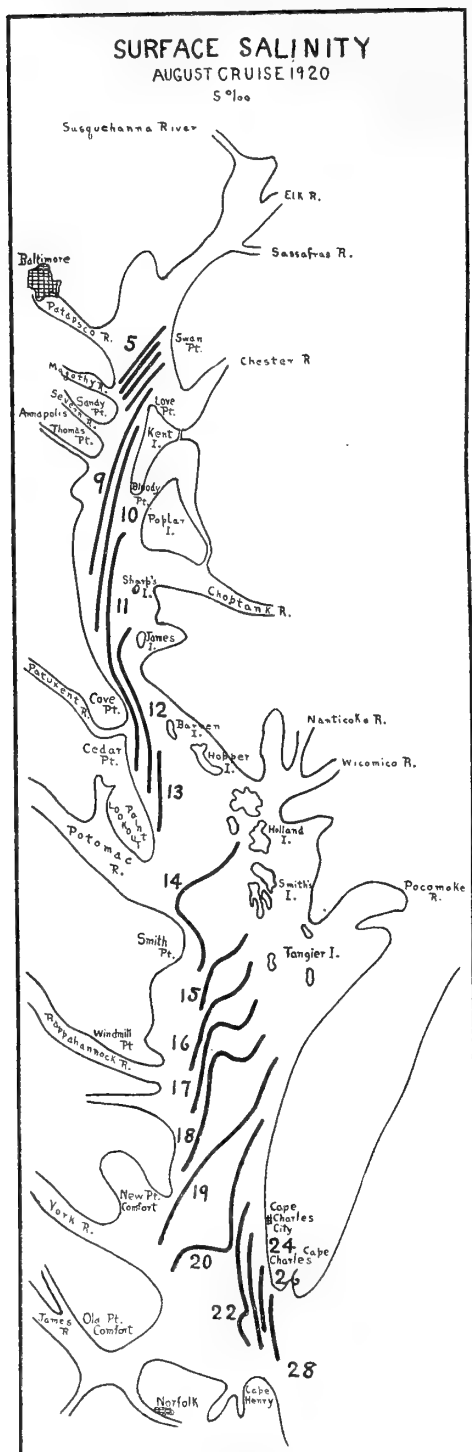 SURFACE SALINITY
AUGUST CRUISE 1920
S o/oo
Susquehanna River
Elk R.
Sassafras R.
Baltimore
Patapsco R.
5
Swan
Pt.
Chester R
Magothy R.
Sandy
Pt.
Love
Pt.
Severn R.
Annapolis
Thomas
Pt.
Kent
I.
9
Bloody
Pt.
10
Poplar
I.
Sharp's
I.
Choptank R.
11
James
I.
Patuxent R.
Cove
Pt.
12
Barren
I.
Nanticoke R.
Cedar
Pt.
Hopper
I.
Wicomico R.
13
Point
Lookout
Potomac
R.
Holland
I.
14
Smith's
I.
Pocomoke
R.
Smith
Pt.
Tangier I.
15
Windmill
Pt
Rappahannock R.
16
17
18
19
New Pt.
Comfort
York R.
Cape
Charles
City
20
24
Cape
Charles
26
22
James
R
Old Pt.
Comfort
28
Norfolk
Cape
Henry